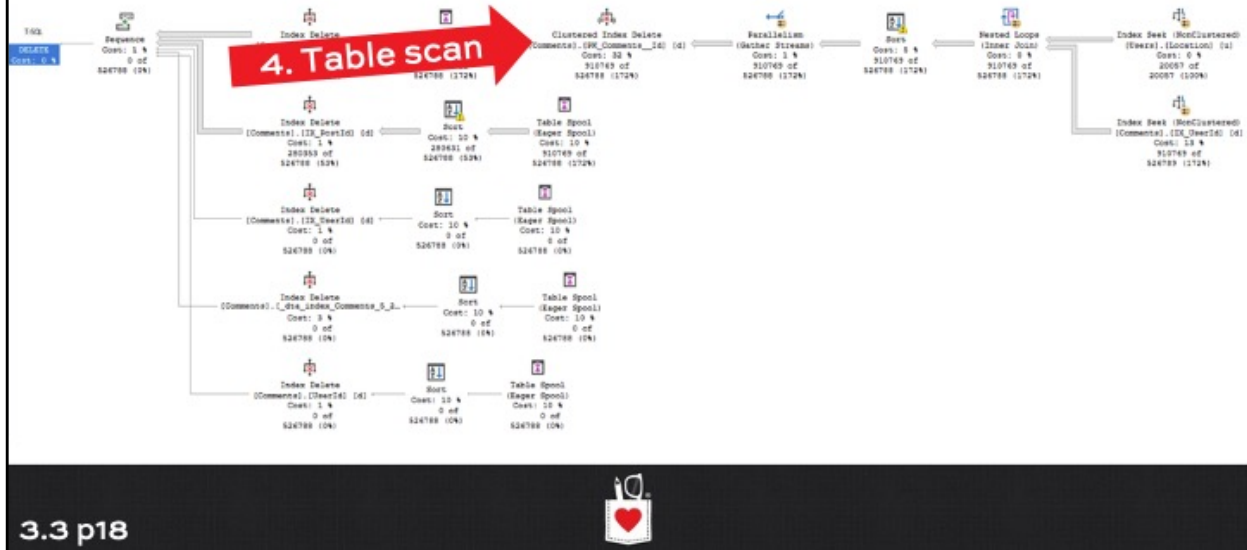 T-SQL
DELETE
Cost: 0 %
Sequence
Cost: 1 %
0 of
526788 (0%)
Index Delete
4. Table scan
526788 (172%)
Clustered Index Delete
[Comments].[PK_Comments__Id] [d]
Cost: 32 %
910769 of
526788 (172%)
Parallelism
(Gather Streams)
Cost: 1 %
910769 of
526788 (172%)
Sort
Cost: 5 %
910769 of
526788 (172%)
Nested Loops
(Inner Join)
Cost: 0 %
910769 of
526788 (172%)
Index Seek (NonClustered)
[Users].[Location] [u]
Cost: 0 %
20057 of
20057 (100%)
Index Delete
[Comments].[IX_PostId] [d]
Cost: 1 %
280353 of
526788 (53%)
Sort
Cost: 10 %
280631 of
526788 (53%)
Table Spool
(Eager Spool)
Cost: 10 %
910769 of
526788 (172%)
Index Seek (NonClustered)
[Comments].[IX_UserId] [d]
Cost: 13 %
910769 of
526789 (172%)
Index Delete
[Comments].[IX_UserId] [d]
Cost: 1 %
0 of
526788 (0%)
Sort
Cost: 10 %
0 of
526788 (0%)
Table Spool
(Eager Spool)
Cost: 10 %
0 of
526788 (0%)
Index Delete
[Comments].[_dta_index_Comments_5_2…
Cost: 3 %
0 of
526788 (0%)
Sort
Cost: 10 %
0 of
526788 (0%)
Table Spool
(Eager Spool)
Cost: 10 %
0 of
526788 (0%)
Index Delete
[Comments].[UserId] [d]
Cost: 1 %
0 of
526788 (0%)
Sort
Cost: 10 %
0 of
526788 (0%)
Table Spool
(Eager Spool)
Cost: 10 %
0 of
526788 (0%)
3.3 p18